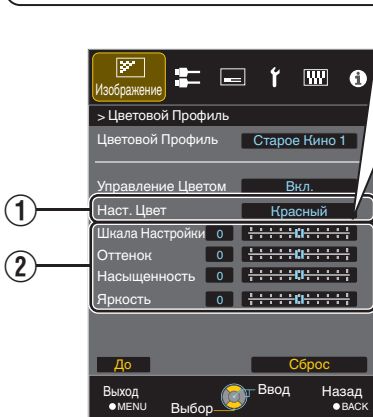 Изображение
> Цветовой Профиль
Цветовой Профиль Старое Кино 1
Управление Цветом Вкл.
① Наст. Цвет Красный
Шкала Настройки 0
② Оттенок 0
Насыщенность 0
Яркость 0
До Сброс
Выход Ввод Назад
●MENU Выбор ●BACK